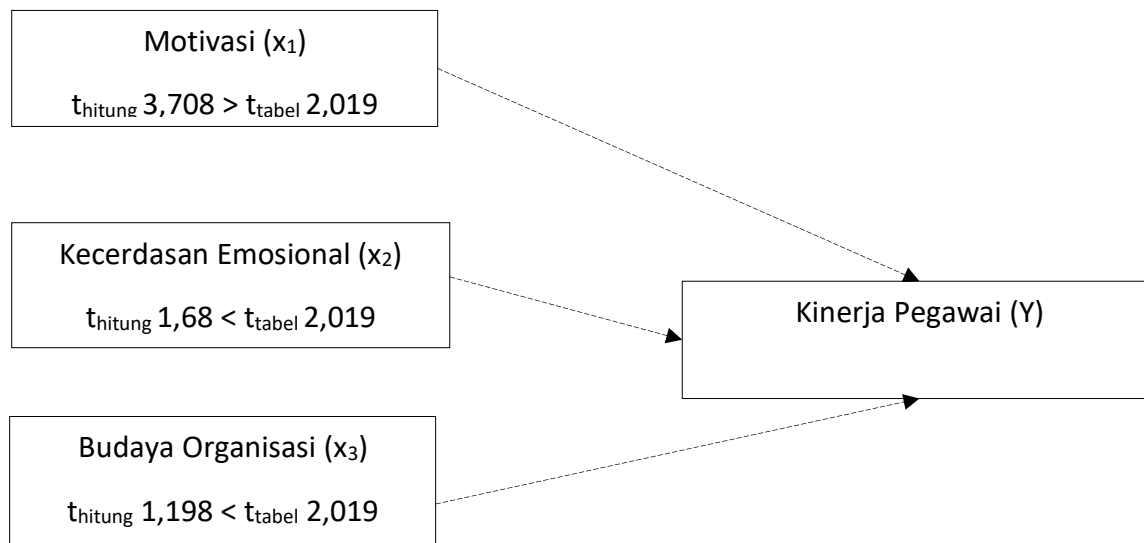 Motivasi (x₁)
t_hitung 3,708 > t_tabel 2,019
Kecerdasan Emosional (x₂)
t_hitung 1,68 < t_tabel 2,019
Kinerja Pegawai (Y)
Budaya Organisasi (x₃)
t_hitung 1,198 < t_tabel 2,019